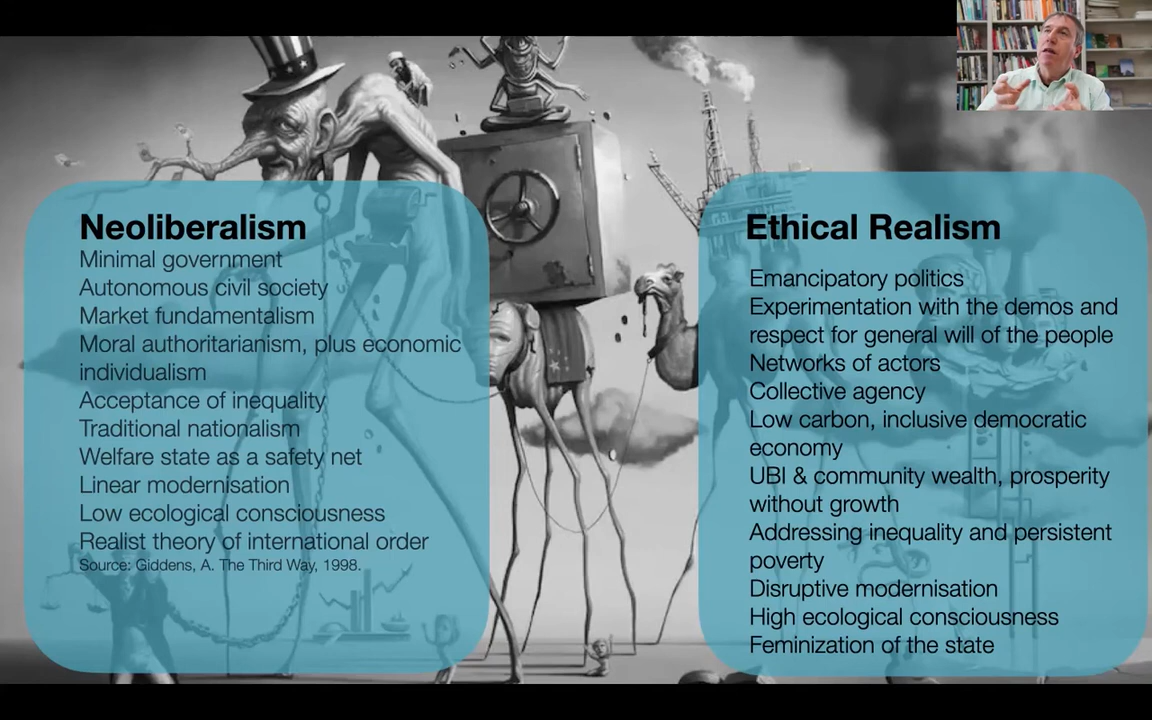 Neoliberalism
Minimal government
Autonomous civil society
Market fundamentalism
Moral authoritarianism, plus economic
individualism
Acceptance of inequality
Traditional nationalism
Welfare state as a safety net
Linear modernisation
Low ecological consciousness
Realist theory of international order
Source: Giddens, A. The Third Way, 1998.
Ethical Realism
Emancipatory politics
Experimentation with the demos and
respect for general will of the people
Networks of actors
Collective agency
Low carbon, inclusive democratic
economy
UBI & community wealth, prosperity
without growth
Addressing inequality and persistent
poverty
Disruptive modernisation
High ecological consciousness
Feminization of the state